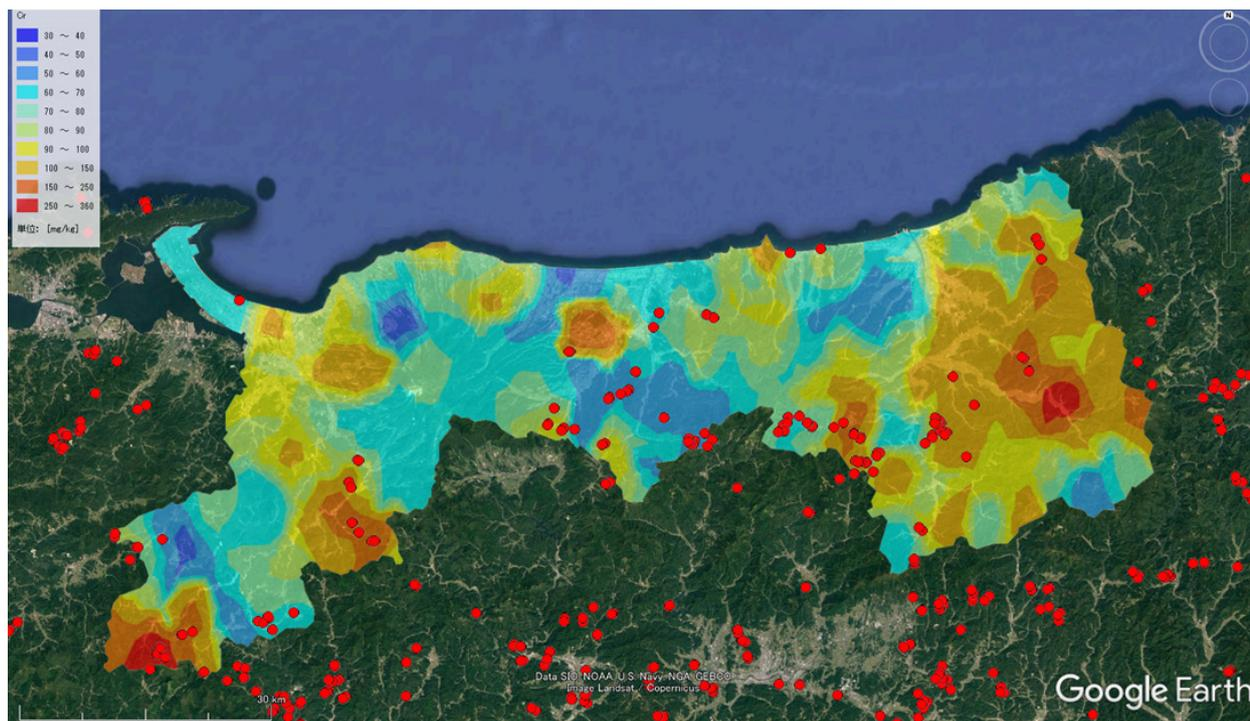 Cr
30 ～ 40
40 ～ 50
50 ～ 60
60 ～ 70
70 ～ 80
80 ～ 90
90 ～ 100
100 ～ 150
150 ～ 250
250 ～ 360
単位: [mg/kg]
N
30 km
Data SIO, NOAA, U.S. Navy, NGA, GEBCO
Image Landsat / Copernicus
Google Earth